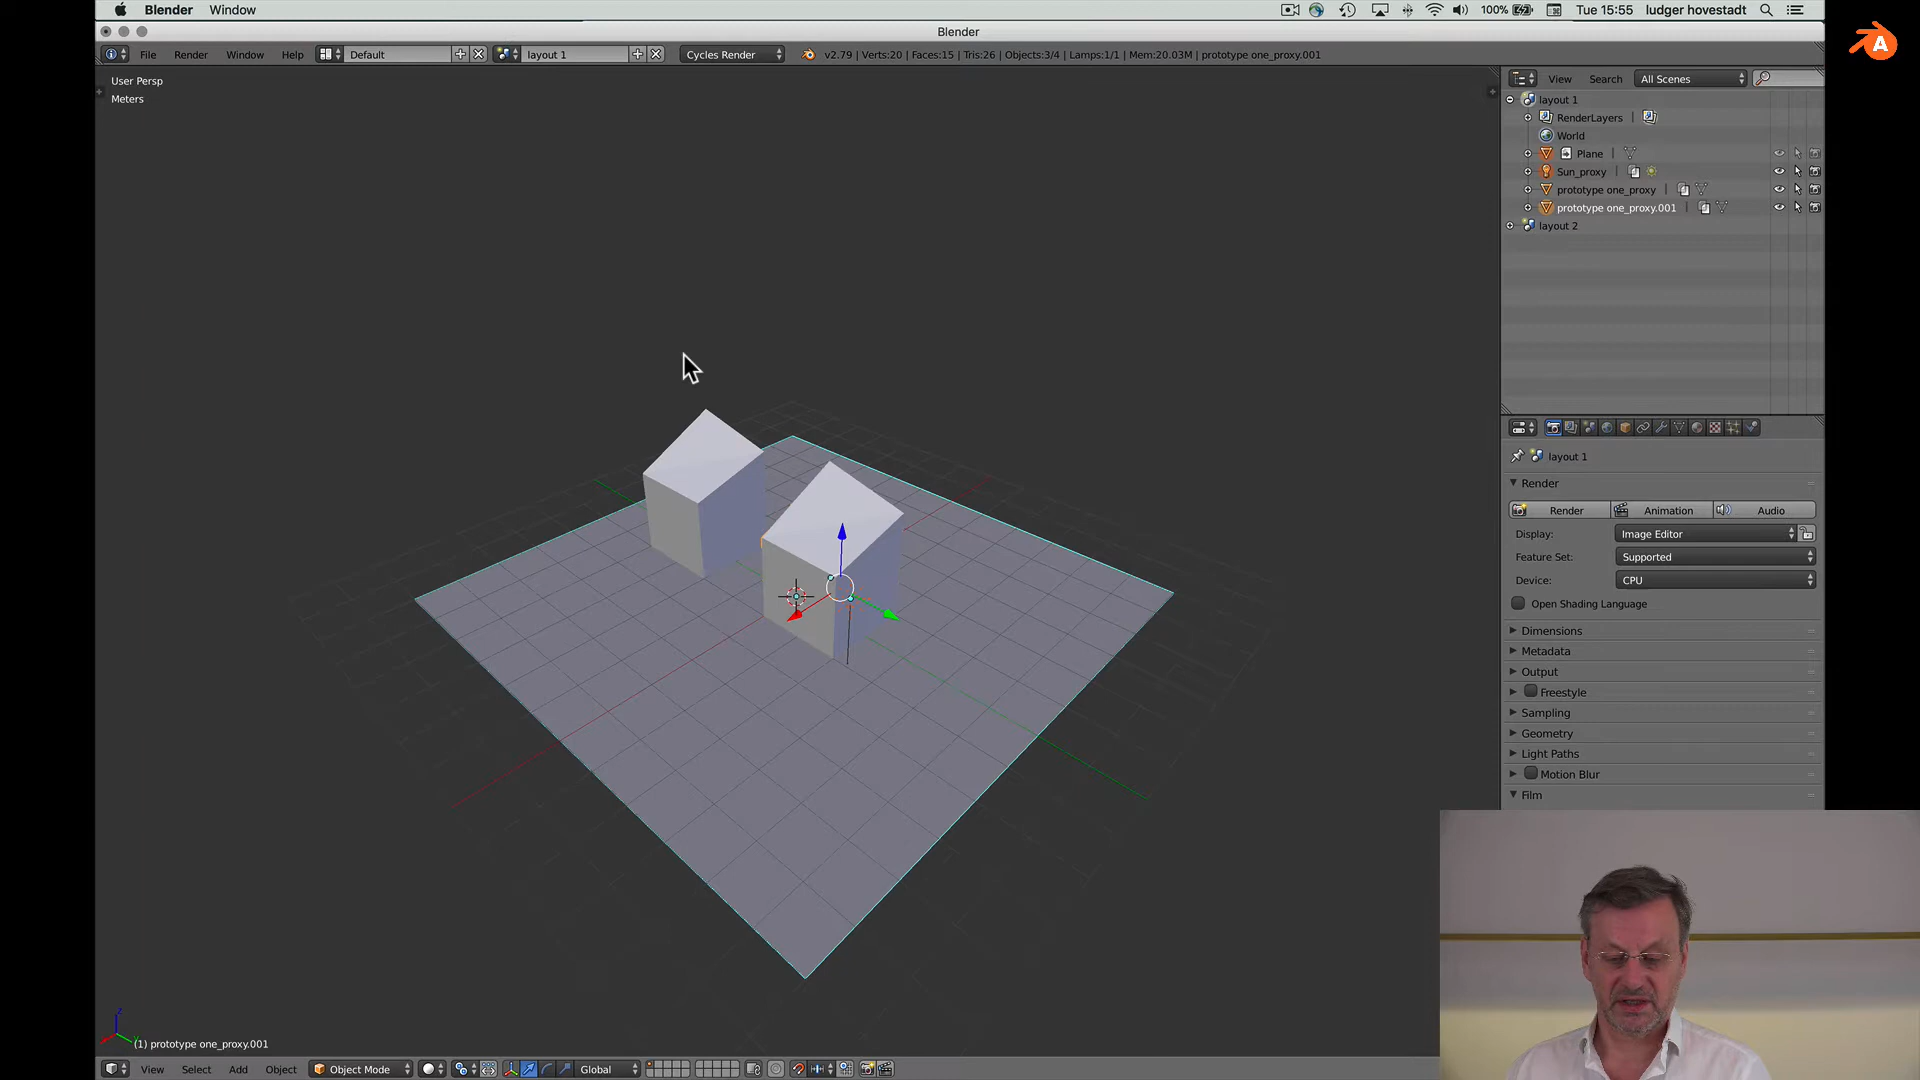 Blender Window 100% Tue 15:55 ludger hovestadt
Blender
File Render Window Help Default layout 1 Cycles Render v2.79 | Verts:20 | Faces:15 | Tris:26 | Objects:3/4 | Lamps:1/1 | Mem:20.03M | prototype one_proxy.001
A
User Persp
Meters
View Search All Scenes
layout 1
RenderLayers |
World
Plane |
Sun_proxy |
prototype one_proxy |
prototype one_proxy.001 |
layout 2
layout 1
Render
Render Animation Audio
Display: Image Editor
Feature Set: Supported
Device: CPU
Open Shading Language
Dimensions
Metadata
Output
Freestyle
Sampling
Geometry
Light Paths
Motion Blur
Film
z
(1) prototype one_proxy.001
View Select Add Object Object Mode Global